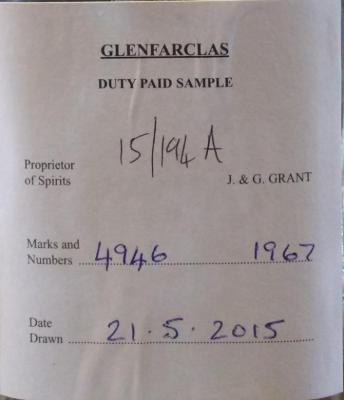 GLENFARCLAS
DUTY PAID SAMPLE
15/194 A
Proprietor
of Spirits J. & G. GRANT
Marks and
Numbers 4946 1967
Date
Drawn 21.5.2015